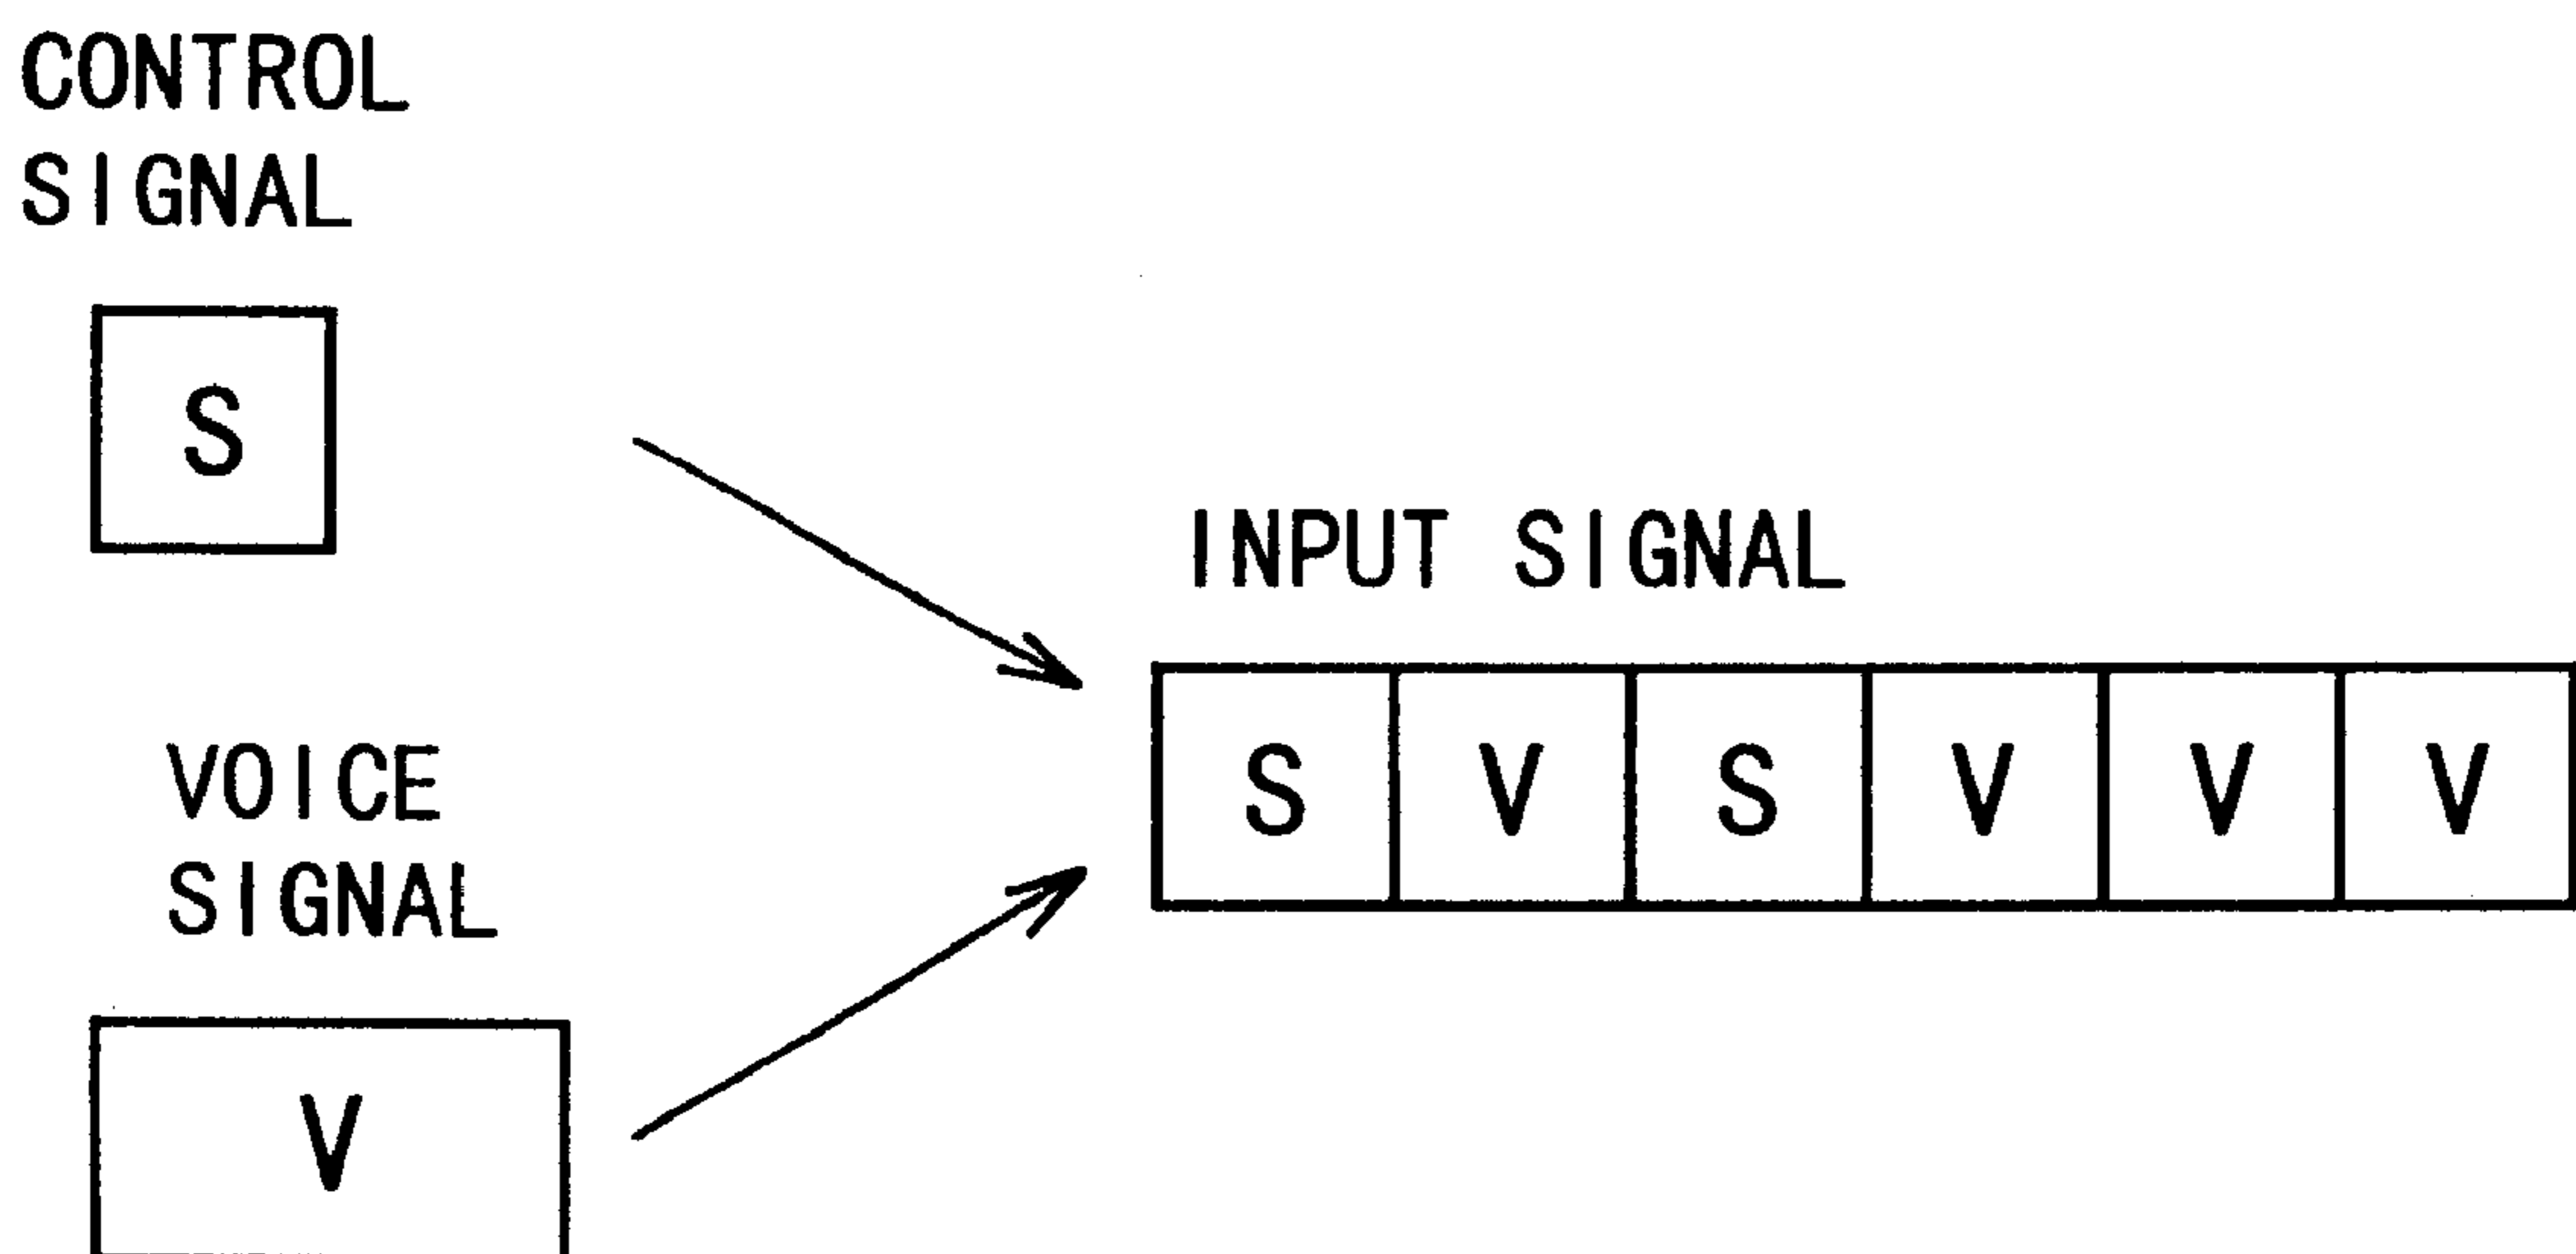 CONTROL
SIGNAL
S
INPUT SIGNAL
S V S V V V
VOICE
SIGNAL
V